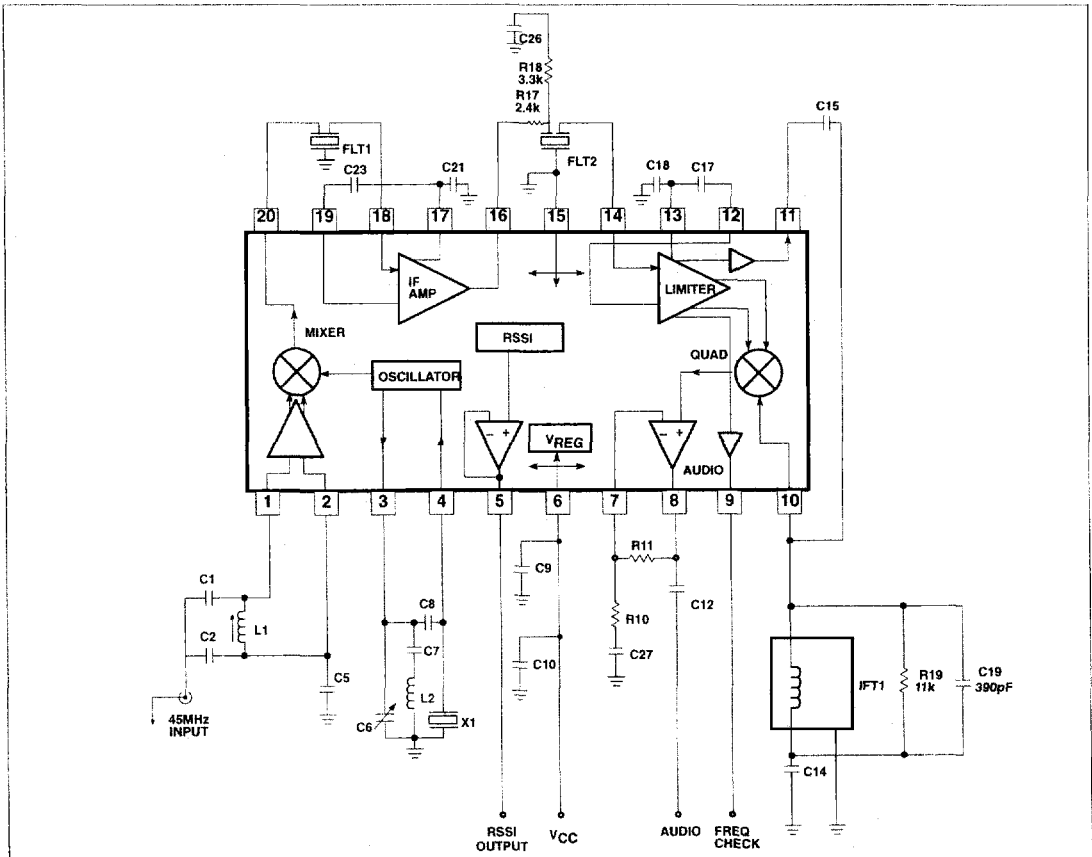 C26
R18
3.3k
R17
2.4k
C15
FLT1
FLT2
C23
C21
C18
C17
20
19
18
17
16
15
14
13
12
11
IF
AMP
LIMITER
MIXER
RSSI
QUAD
OSCILLATOR
VREG
AUDIO
1
2
3
4
5
6
7
8
9
10
C1
L1
C2
C5
45MHz
INPUT
C8
C7
L2
C6
X1
C9
C10
R11
R10
C27
C12
IFT1
R19
11k
C19
390pF
C14
RSSI
OUTPUT
VCC
AUDIO
FREQ
CHECK
− +
− +